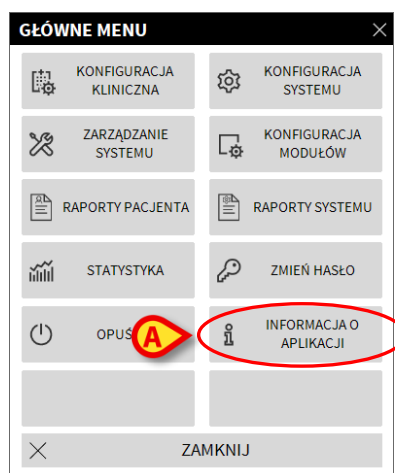 GŁÓWNE MENU
KONFIGURACJA
KLINICZNA
KONFIGURACJA
SYSTEMU
ZARZĄDZANIE
SYSTEMU
KONFIGURACJA
MODUŁÓW
RAPORTY PACJENTA
RAPORTY SYSTEMU
STATYSTYKA
ZMIEŃ HASŁO
A
INFORMACJA O
APLIKACJI
ZAMKNIJ